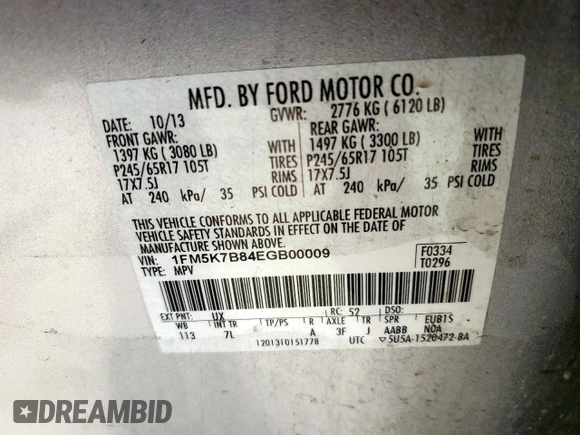 MFD. BY FORD MOTOR CO.
DATE: 10/13 GVWR: 2776 KG ( 6120 LB)
FRONT GAWR: REAR GAWR:
1397 KG ( 3080 LB) WITH 1497 KG ( 3300 LB) WITH
P245/65R17 105T TIRES P245/65R17 105T TIRES
17X7.5J RIMS 17X7.5J RIMS
AT 240 kPa/ 35 PSI COLD AT 240 kPa/ 35 PSI COLD
THIS VEHICLE CONFORMS TO ALL APPLICABLE FEDERAL MOTOR
VEHICLE SAFETY STANDARDS IN EFFECT ON THE DATE OF
MANUFACTURE SHOWN ABOVE.
VIN: 1FM5K7B84EGB00009 F0334
TYPE: MPV T0296
EXT PNT: UX RC: 52 EUB1S
WB INT TR TP/PS R AXLE TR SPR NOA
113 7L A 3F J AABB
1201310151778 UTC 5U5A-1520472-BA
DREAMBID